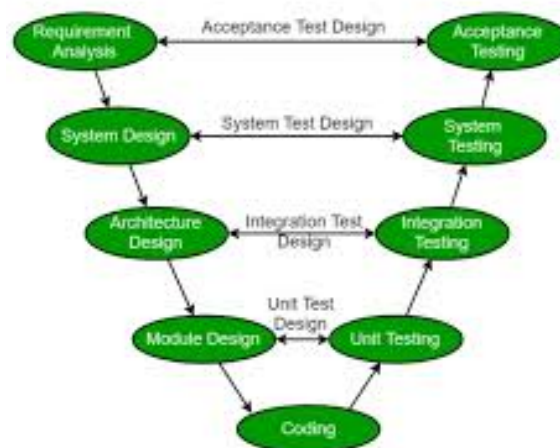 Requirement
Analysis
Acceptance Test Design
Acceptance
Testing
System Design
System Test Design
System
Testing
Architecture
Design
Integration Test
Design
Integration
Testing
Module Design
Unit Test
Design
Unit Testing
Coding